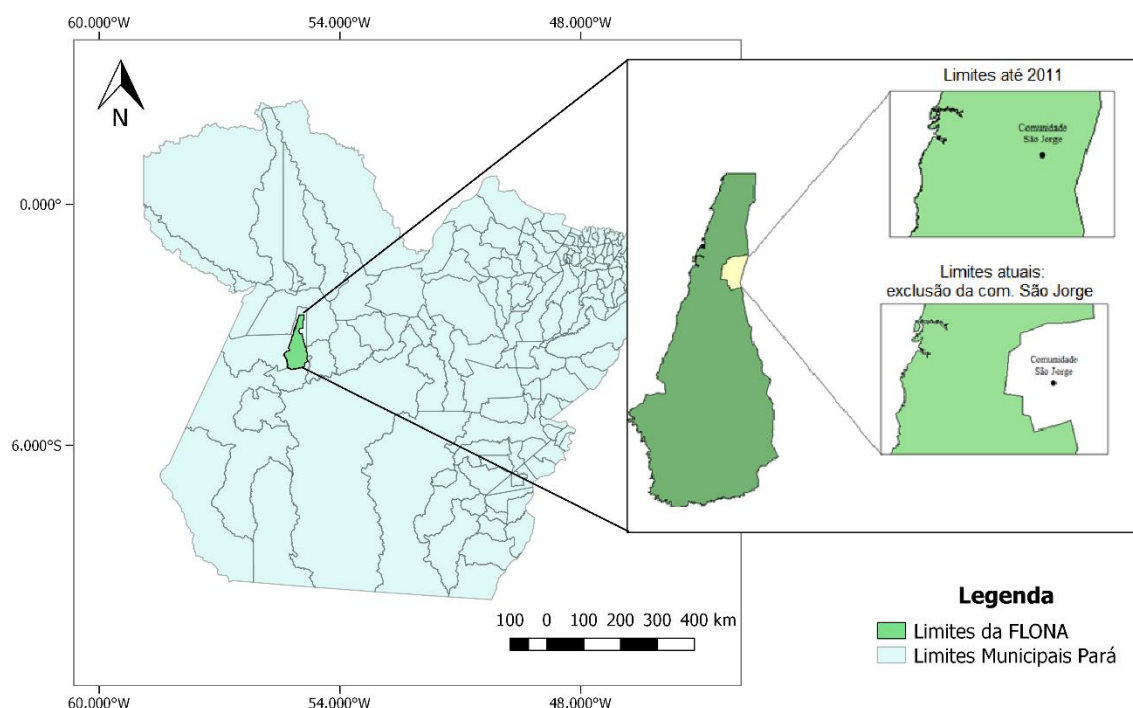 60.000°W 54.000°W 48.000°W
N
Limites até 2011
Comunidade
São Jorge
0.000°
Limites atuais:
exclusão da com. São Jorge
Comunidade
São Jorge
6.000°S
Legenda
100 0 100 200 300 400 km
Limites da FLONA
Limites Municipais Pará
60.000°W 54.000°W 48.000°W